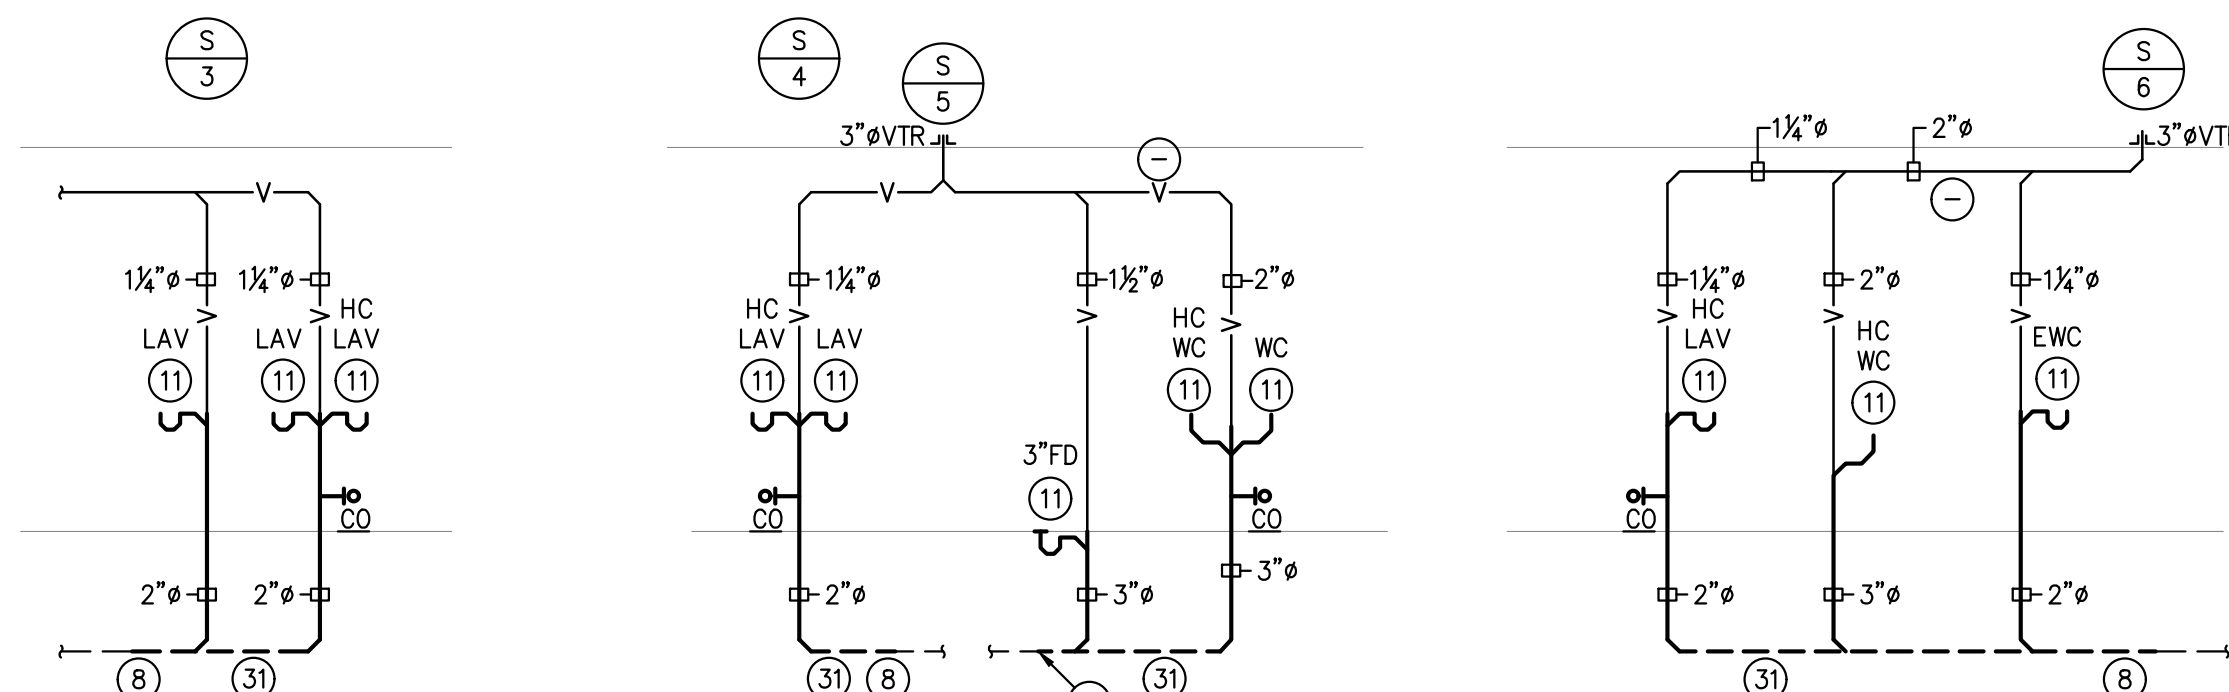 S
3
1¼"ø
1¼"ø
HC
LAV
LAV
LAV
11
11
11
CO
2"ø
2"ø
8
31
S
4
S
5
3"øVTR
–
V
V
V
V
1¼"ø
1½"ø
2"ø
HC
LAV
LAV
11
11
HC
WC
WC
11
11
3"FD
11
CO
CO
2"ø
3"ø
3"ø
31
8
31
V
V
V
V
V
S
6
1¼"ø
2"ø
3"øVT
–
1¼"ø
2"ø
1¼"ø
V
V
V
HC
LAV
11
HC
WC
11
EWC
11
CO
2"ø
3"ø
2"ø
31
8